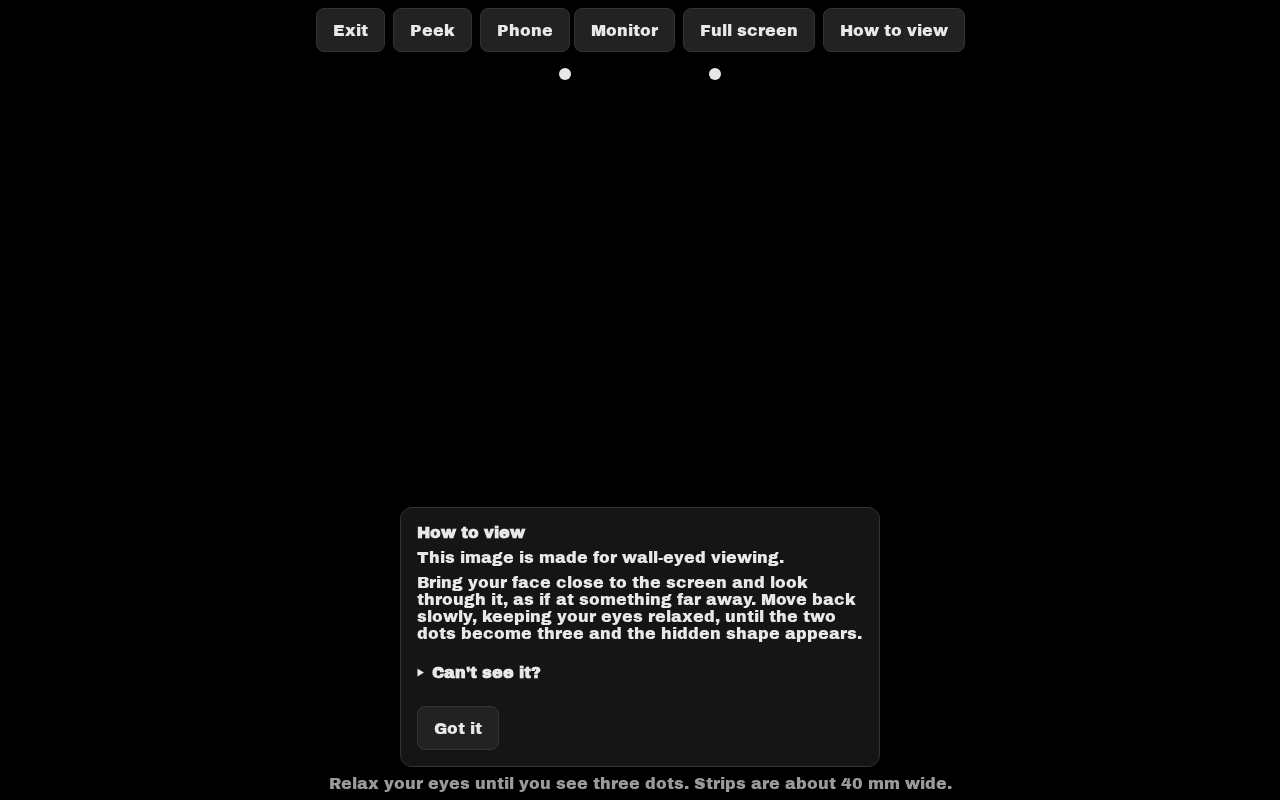 Exit Peek Phone Monitor Full screen How to view
How to view
This image is made for wall-eyed viewing.
Bring your face close to the screen and look
through it, as if at something far away. Move back
slowly, keeping your eyes relaxed, until the two
dots become three and the hidden shape appears.
Can't see it?
Got it
Relax your eyes until you see three dots. Strips are about 40 mm wide.